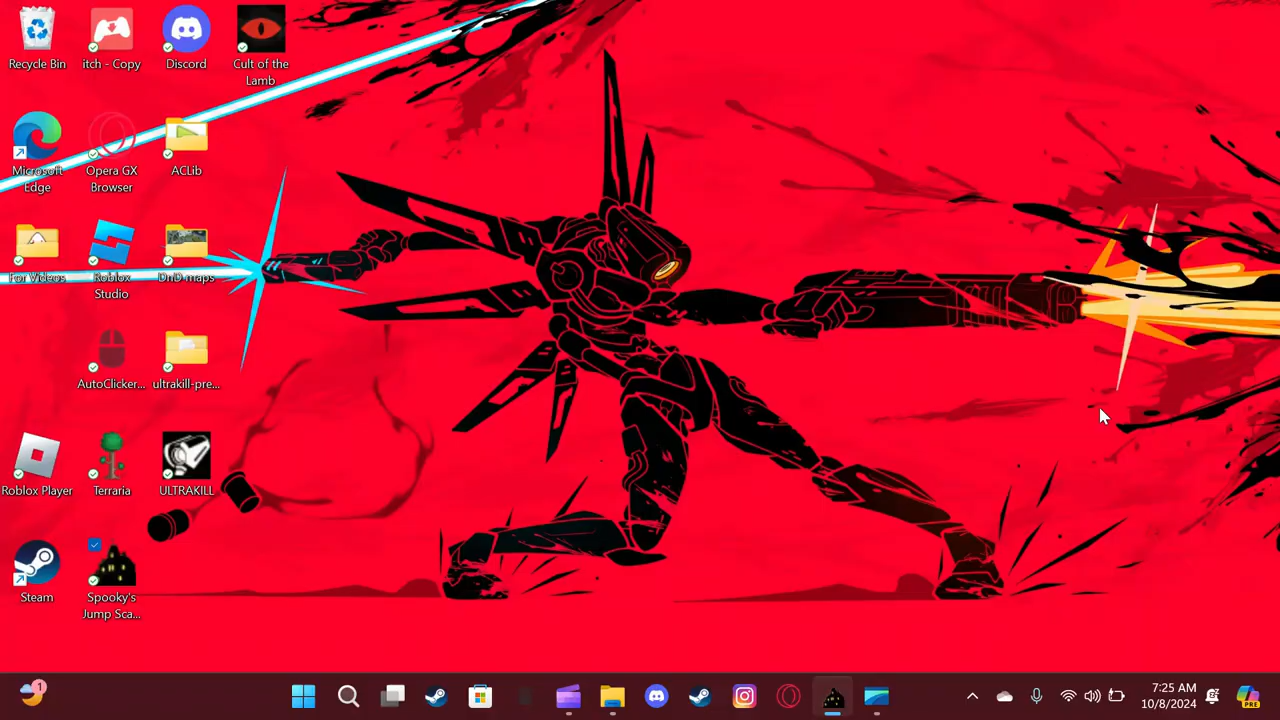 Recycle Bin
itch - Copy
Discord
Cult of the
Lamb
Microsoft
Edge
Opera GX
Browser
ACLib
For Videos
Roblox
Studio
DnD maps
AutoClicker...
ultrakill-pre...
Roblox Player
Terraria
ULTRAKILL
Steam
Spooky's
Jump Sca...
1
7:25 AM
10/8/2024
PRE